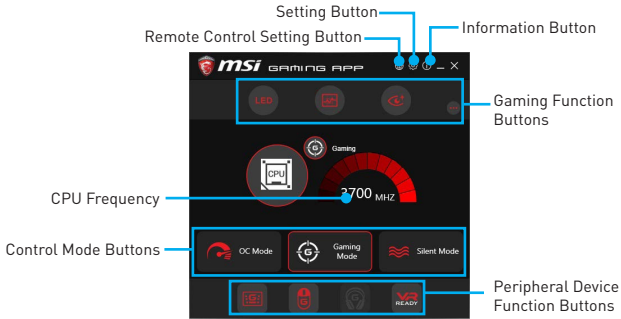 Setting Button
Information Button
Remote Control Setting Button
msi GAMING APP
LED
Gaming Function
Buttons
G
Gaming
CPU
CPU Frequency
3700 MHZ
Control Mode Buttons
OC Mode
G
Gaming
Mode
Silent Mode
G
G
G
VR
READY
Peripheral Device
Function Buttons